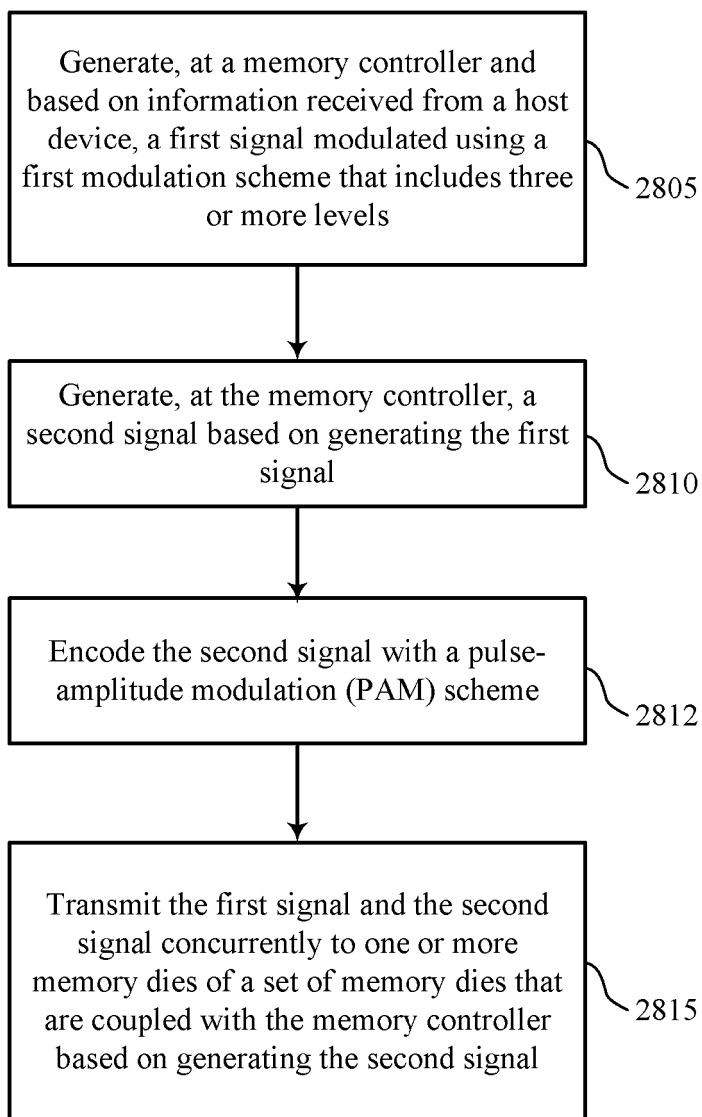 Generate, at a memory controller and
based on information received from a host
device, a first signal modulated using a
first modulation scheme that includes three
or more levels
2805
Generate, at the memory controller, a
second signal based on generating the first
signal
2810
Encode the second signal with a pulse-
amplitude modulation (PAM) scheme
2812
Transmit the first signal and the second
signal concurrently to one or more
memory dies of a set of memory dies that
are coupled with the memory controller
based on generating the second signal
2815